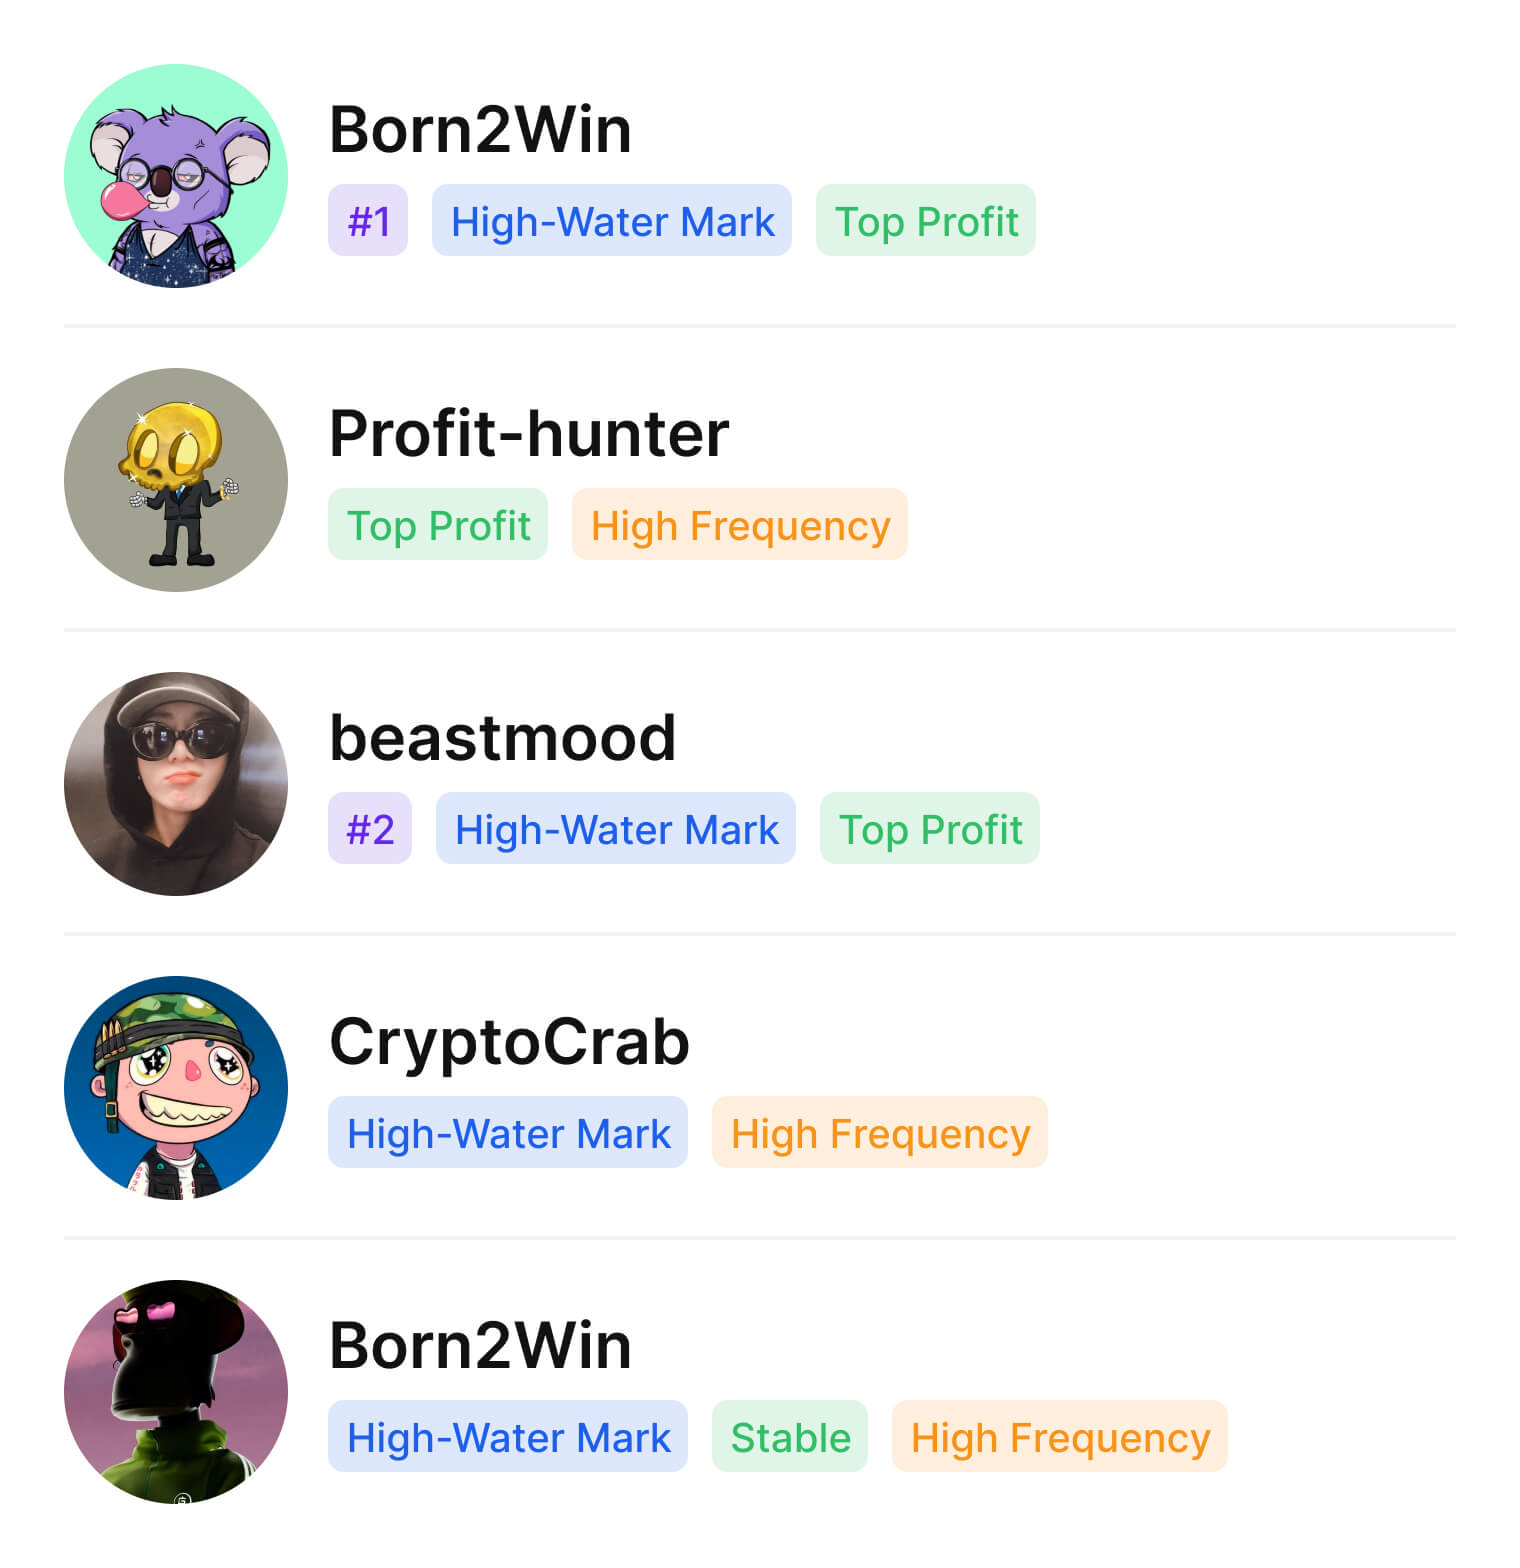 Born2Win
#1 High-Water Mark Top Profit
Profit-hunter
Top Profit High Frequency
beastmood
#2 High-Water Mark Top Profit
CryptoCrab
High-Water Mark High Frequency
Born2Win
High-Water Mark Stable High Frequency